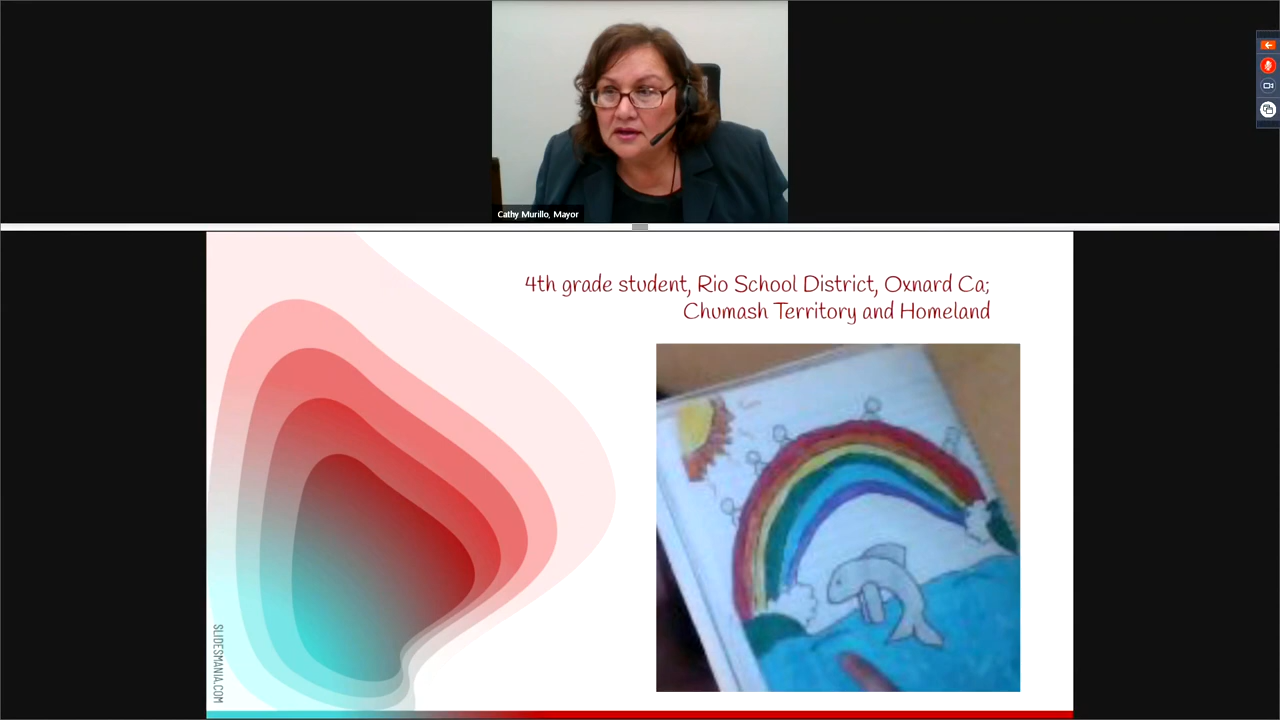 Cathy Murillo, Mayor
4th grade student, Rio School District, Oxnard Ca;
Chumash Territory and Homeland
SLIDESMANIA.COM